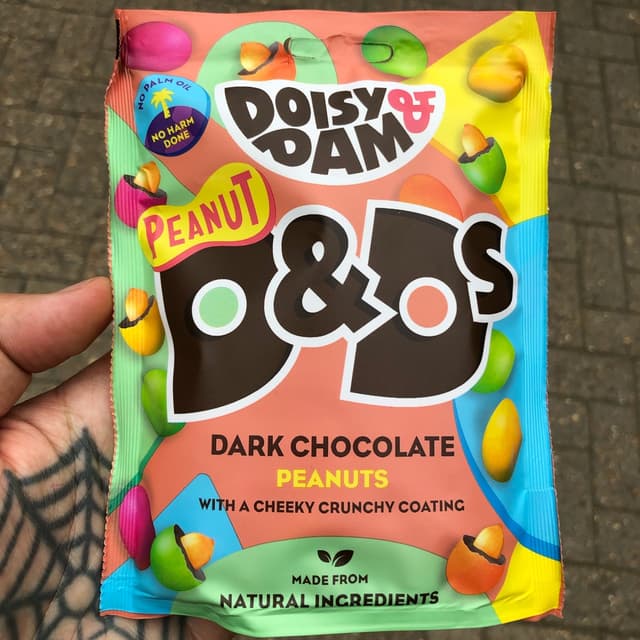 NO PALM OIL
NO HARM
DONE
DOISY &
DAM
PEANUT
D&D's
DARK CHOCOLATE
PEANUTS
WITH A CHEEKY CRUNCHY COATING
MADE FROM
NATURAL INGREDIENTS